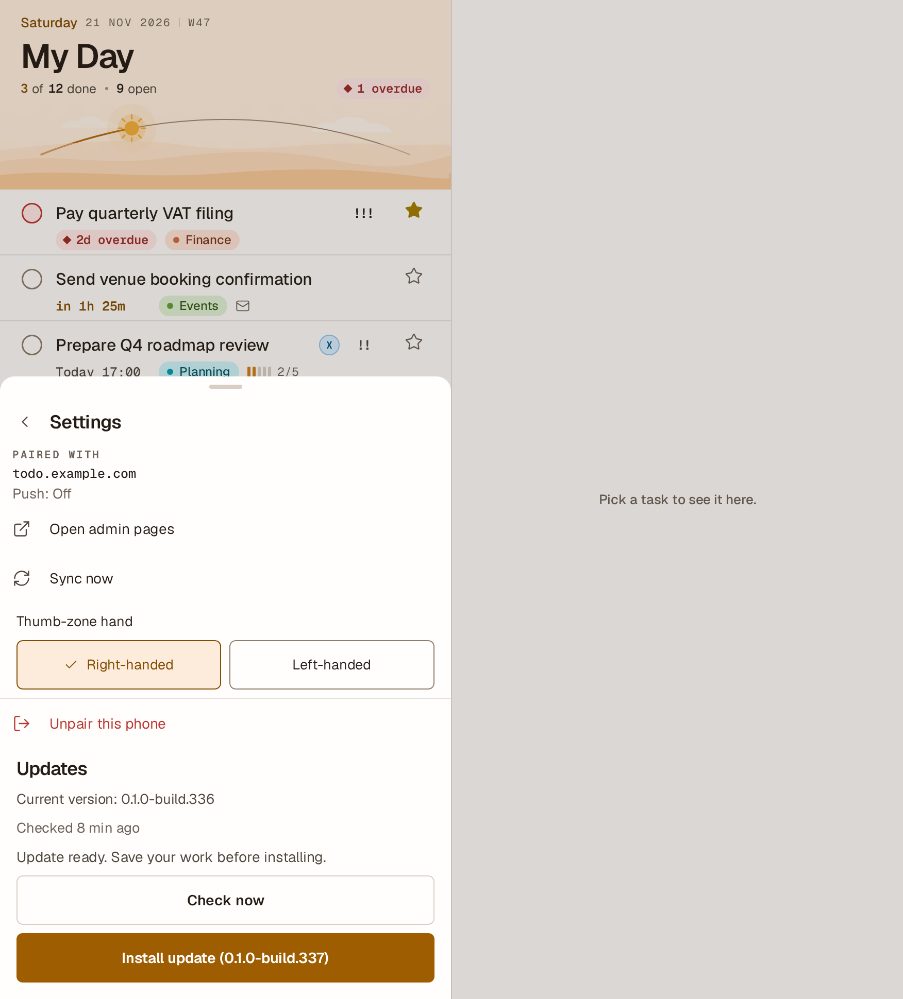 Saturday 21 NOV 2026 | W47
My Day
3 of 12 done • 9 open
◆ 1 overdue
Pay quarterly VAT filing !!!
◆ 2d overdue • Finance
Send venue booking confirmation
in 1h 25m • Events
Prepare Q4 roadmap review X !!
Today 17:00 • Planning 2/5
Settings
PAIRED WITH
todo.example.com
Push: Off
Open admin pages
Sync now
Thumb-zone hand
Right-handed
Left-handed
Unpair this phone
Updates
Current version: 0.1.0-build.336
Checked 8 min ago
Update ready. Save your work before installing.
Check now
Install update (0.1.0-build.337)
Pick a task to see it here.